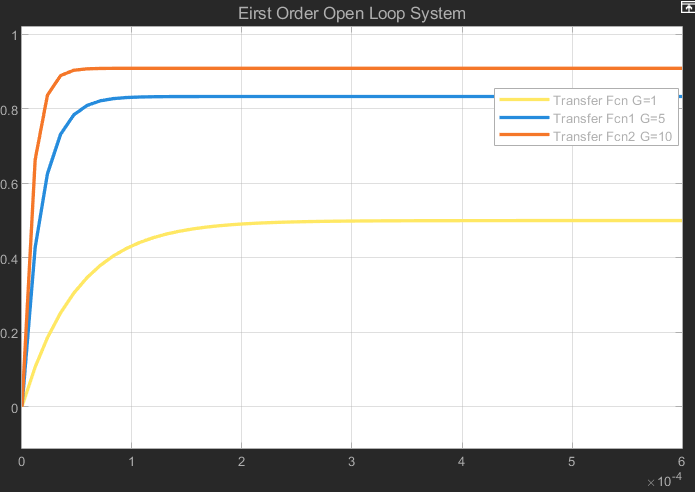 Eirst Order Open Loop System
1
0.8
0.6
0.4
0.2
0
Transfer Fcn G=1
Transfer Fcn1 G=5
Transfer Fcn2 G=10
0 1 2 3 4 5 6
×10-4